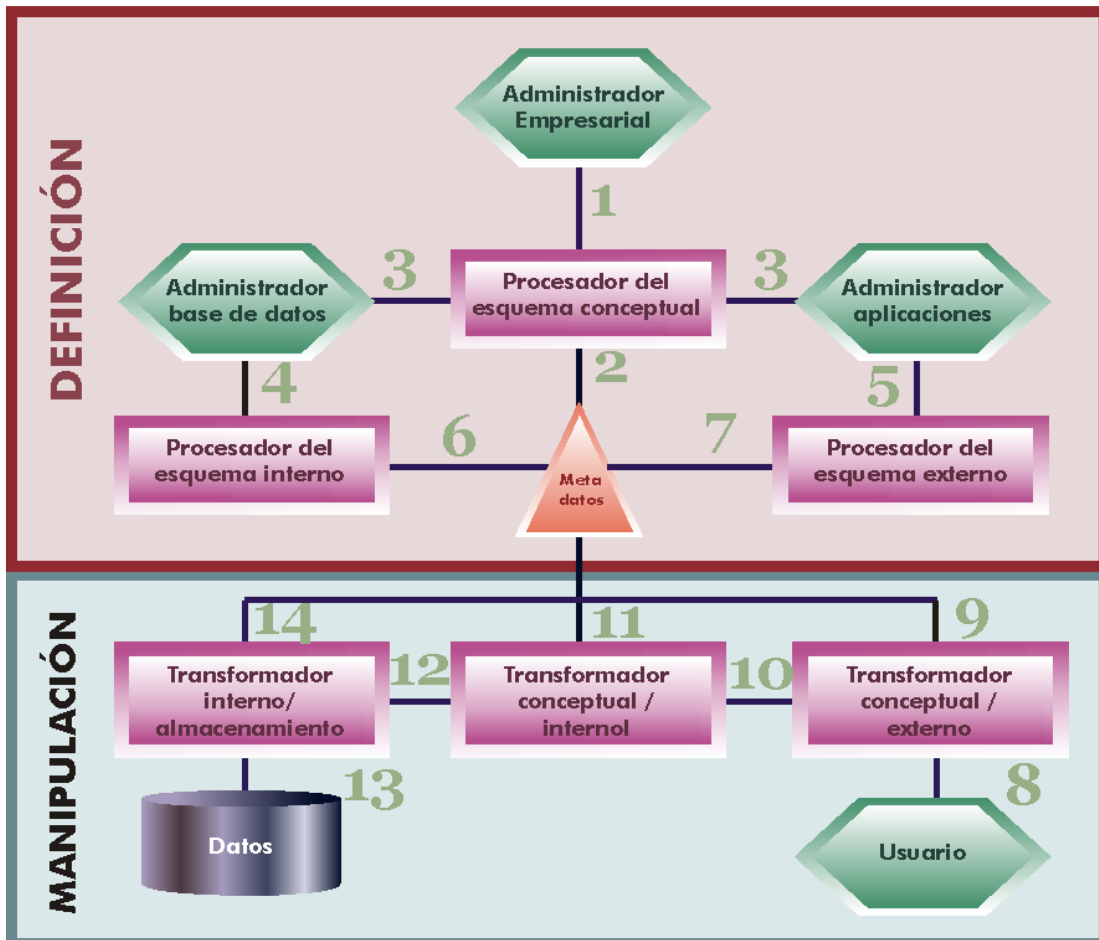 DEFINICIÓN
Administrador
Empresarial
1
Administrador
base de datos
3
Procesador del
esquema conceptual
3
Administrador
aplicaciones
4
2
5
Procesador del
esquema interno
6
Meta
datos
7
Procesador del
esquema externo
MANIPULACIÓN
14
11
9
Transformador
interno/
almacenamiento
12
Transformador
conceptual /
internol
10
Transformador
conceptual /
externo
13
8
Datos
Usuario